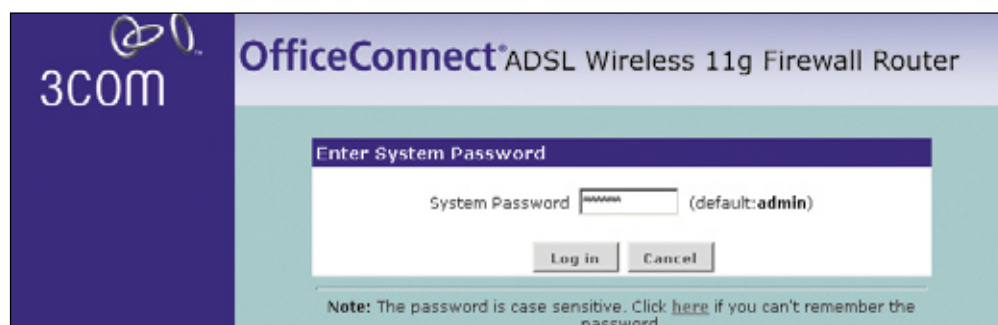 3COM
OfficeConnect® ADSL Wireless 11g Firewall Router
Enter System Password
System Password (default:admin)
Log in Cancel
Note: The password is case sensitive. Click here if you can't remember the
password